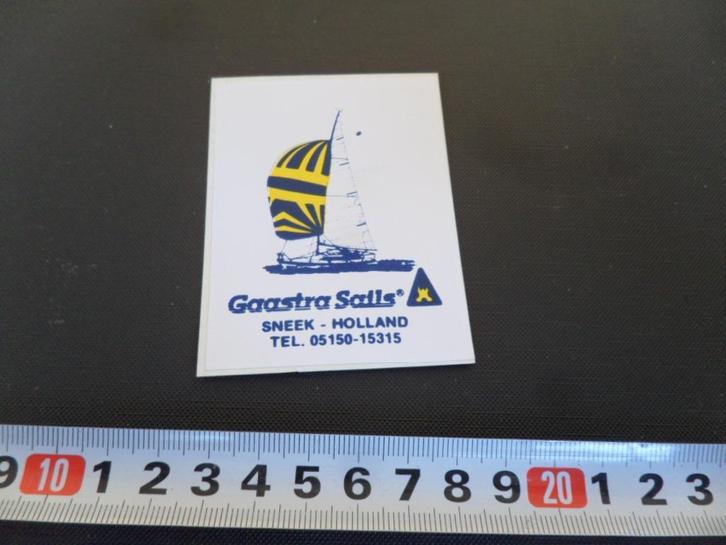 Gaastra Sails®
SNEEK - HOLLAND
TEL. 05150-15315
9 10 1 2 3 4 5 6 7 8 9 20 1 2 3